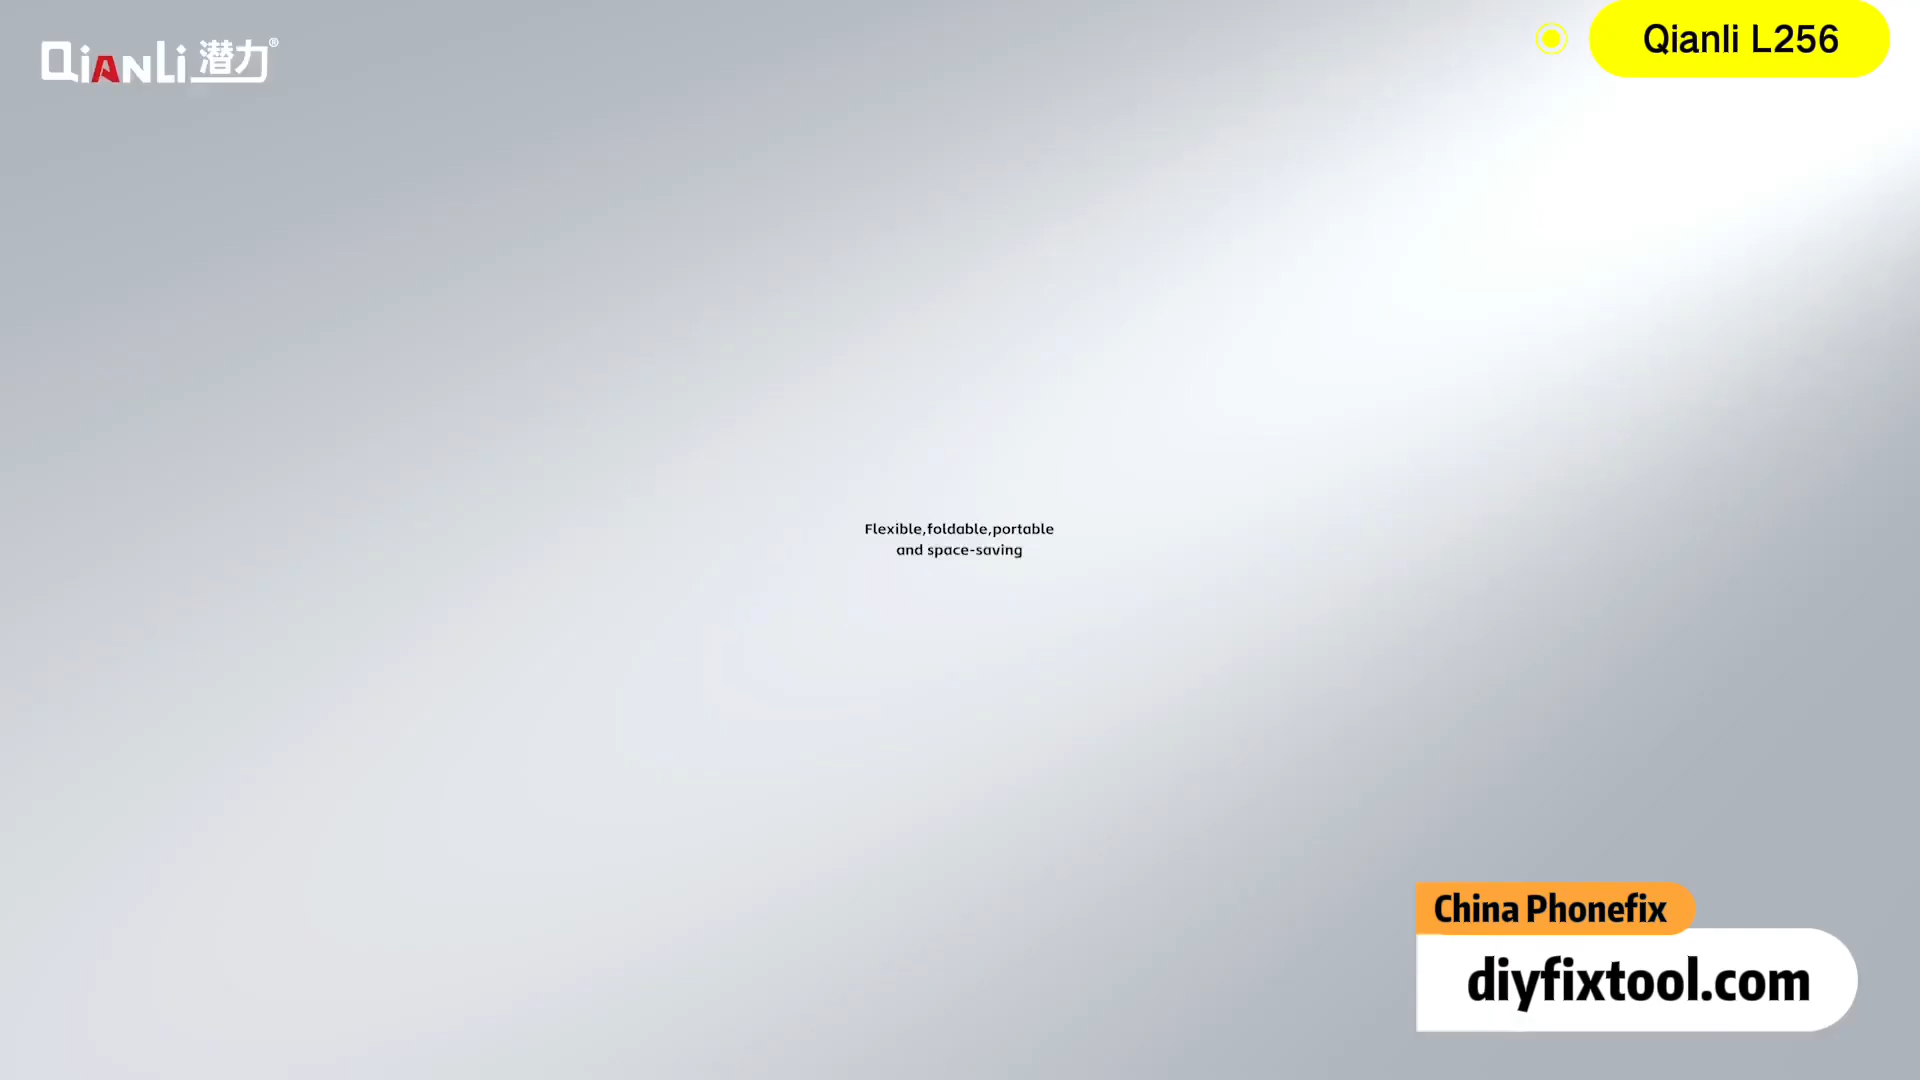 QiANLi 潜力®
Qianli L256
Flexible,foldable,portable
and space-saving
China Phonefix
diyfixtool.com